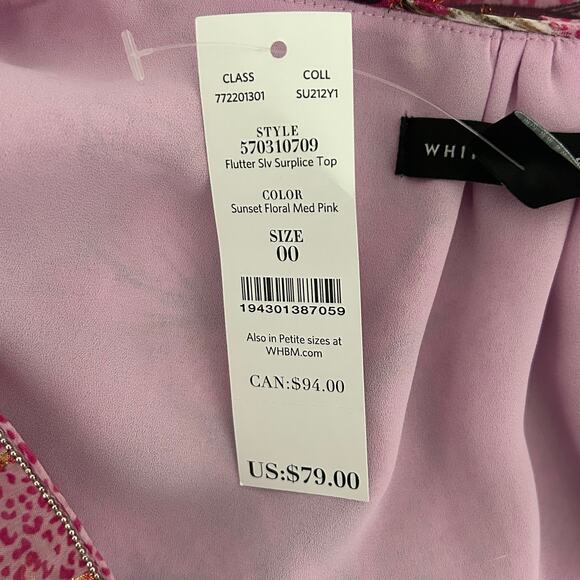 CLASS COLL
772201301 SU212Y1
STYLE
570310709
Flutter Slv Surplice Top
COLOR
Sunset Floral Med Pink
SIZE
00
194301387059
Also in Petite sizes at
WHBM.com
CAN:$94.00
US:$79.00